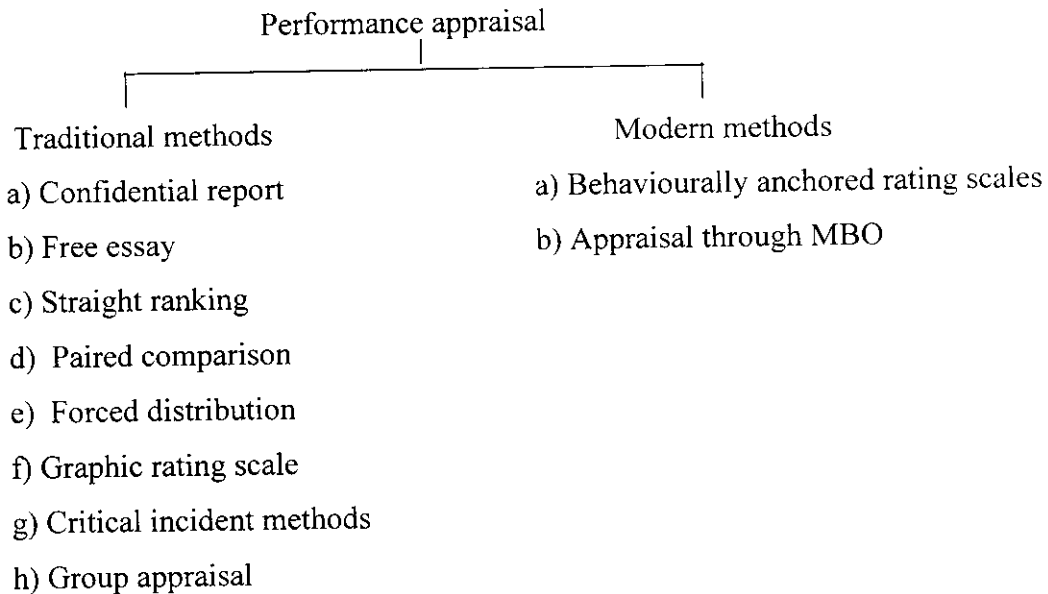 Performance appraisal
Traditional methods
a) Confidential report
b) Free essay
c) Straight ranking
d) Paired comparison
e) Forced distribution
f) Graphic rating scale
g) Critical incident methods
h) Group appraisal
Modern methods
a) Behaviourally anchored rating scales
b) Appraisal through MBO